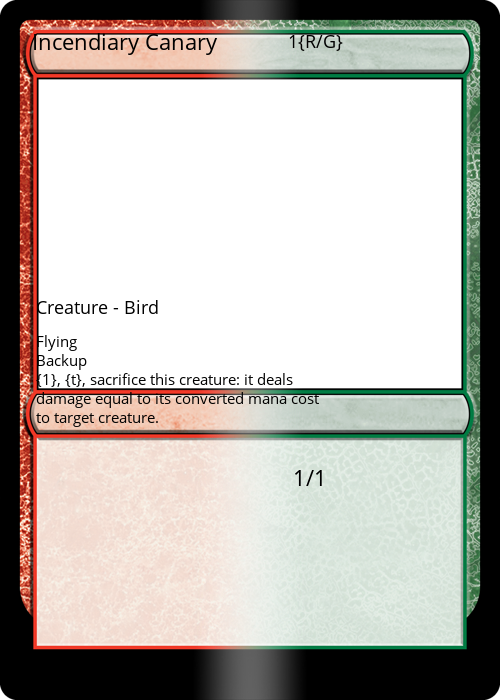 Incendiary Canary 1{R/G}
Creature - Bird
Flying
Backup
{1}, {t}, sacrifice this creature: it deals
damage equal to its converted mana cost
to target creature.
1/1